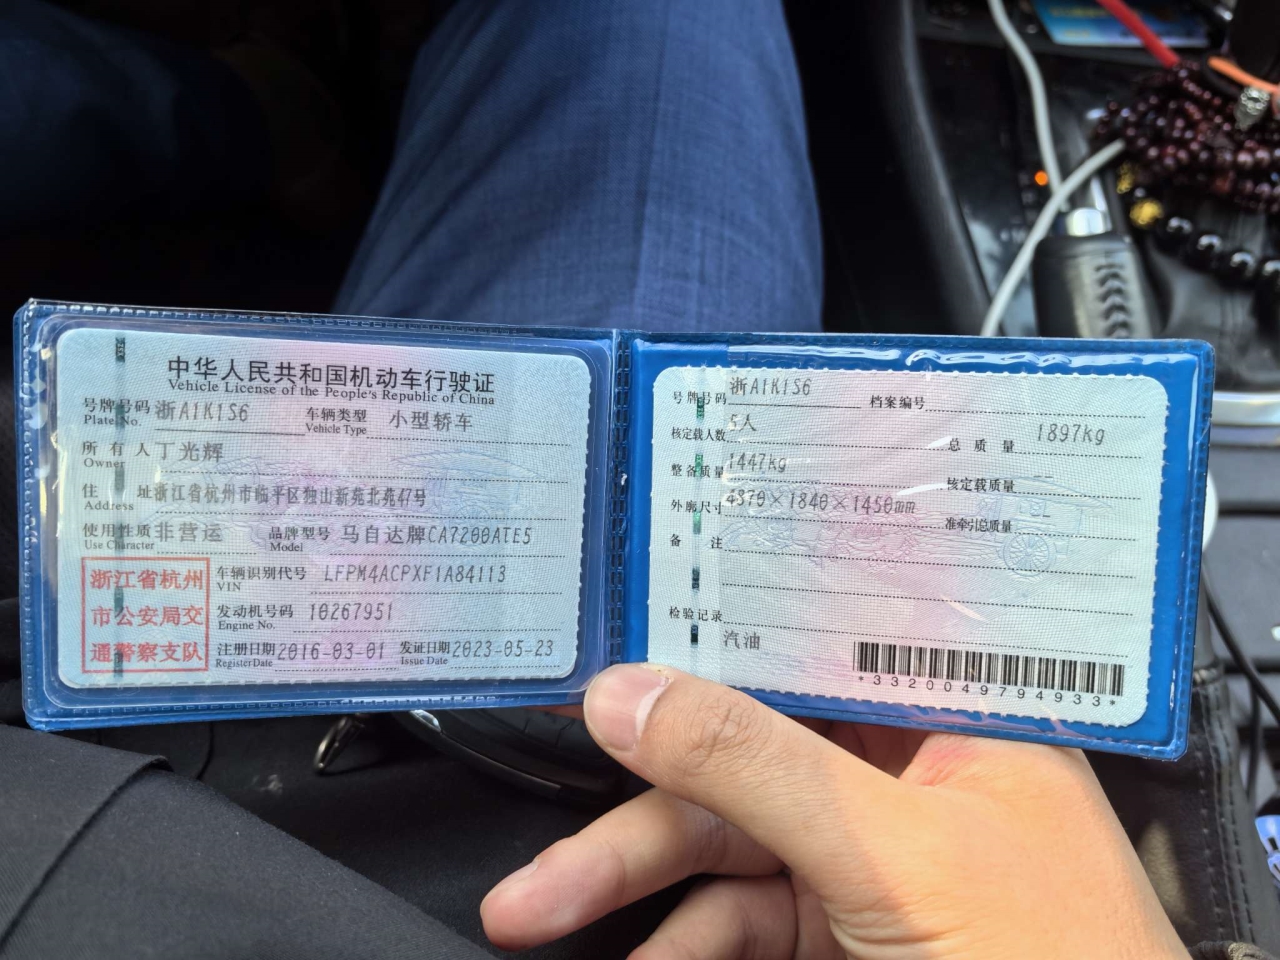 中华人民共和国机动车行驶证
Vehicle License of the People's Republic of China
号牌号码 浙A1K1S6 车辆类型 小型轿车
Plate No. Vehicle Type
所有人 丁光辉
Owner
住址 浙江省杭州市临平区独山新苑北苑47号
Address
使用性质 非营运 品牌型号 马自达牌CA7200ATE5
Use Character Model
浙江省杭州
市公安局交
通警察支队
车辆识别代号 LFPM4ACPXF1A84113
VIN
发动机号码 10267951
Engine No.
注册日期 2016-03-01 发证日期 2023-05-23
Register Date Issue Date
号牌号码 浙A1K1S6 档案编号
核定载人数 5人 总质量 1897kg
整备质量 1447kg 核定载质量 --
外廓尺寸 4870×1840×1450mm 准牵引总质量
备注
检验记录
汽油
*3320049794933*